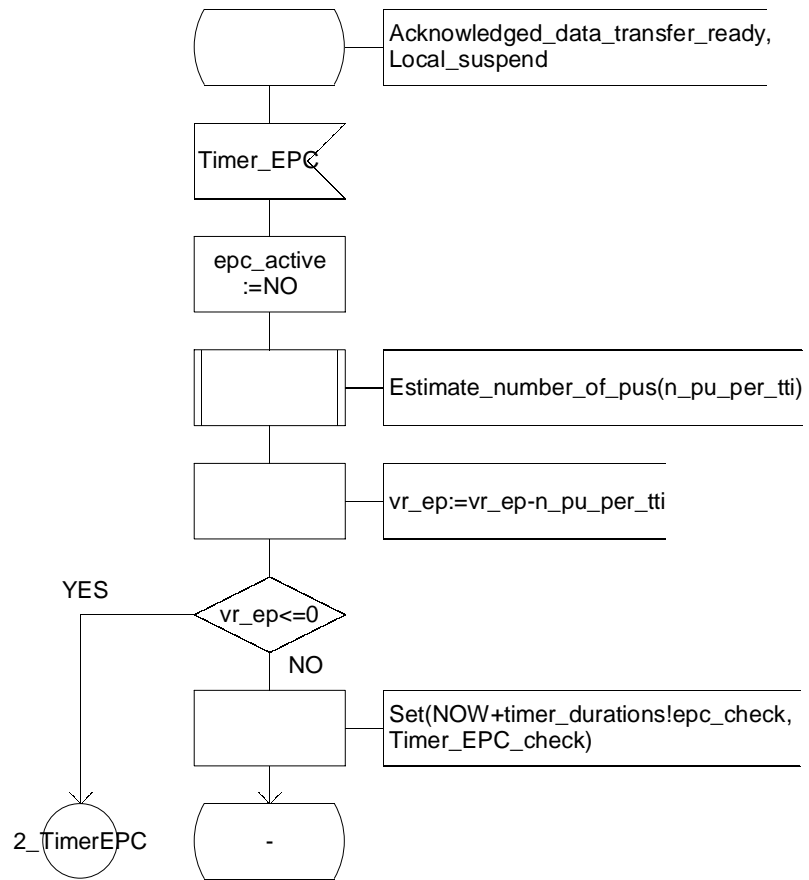 Acknowledged_data_transfer_ready,
Local_suspend
Timer_EPC
epc_active
:=NO
Estimate_number_of_pus(n_pu_per_tti)
vr_ep:=vr_ep-n_pu_per_tti
YES
vr_ep<=0
NO
Set(NOW+timer_durations!epc_check,
Timer_EPC_check)
2_TimerEPC
-